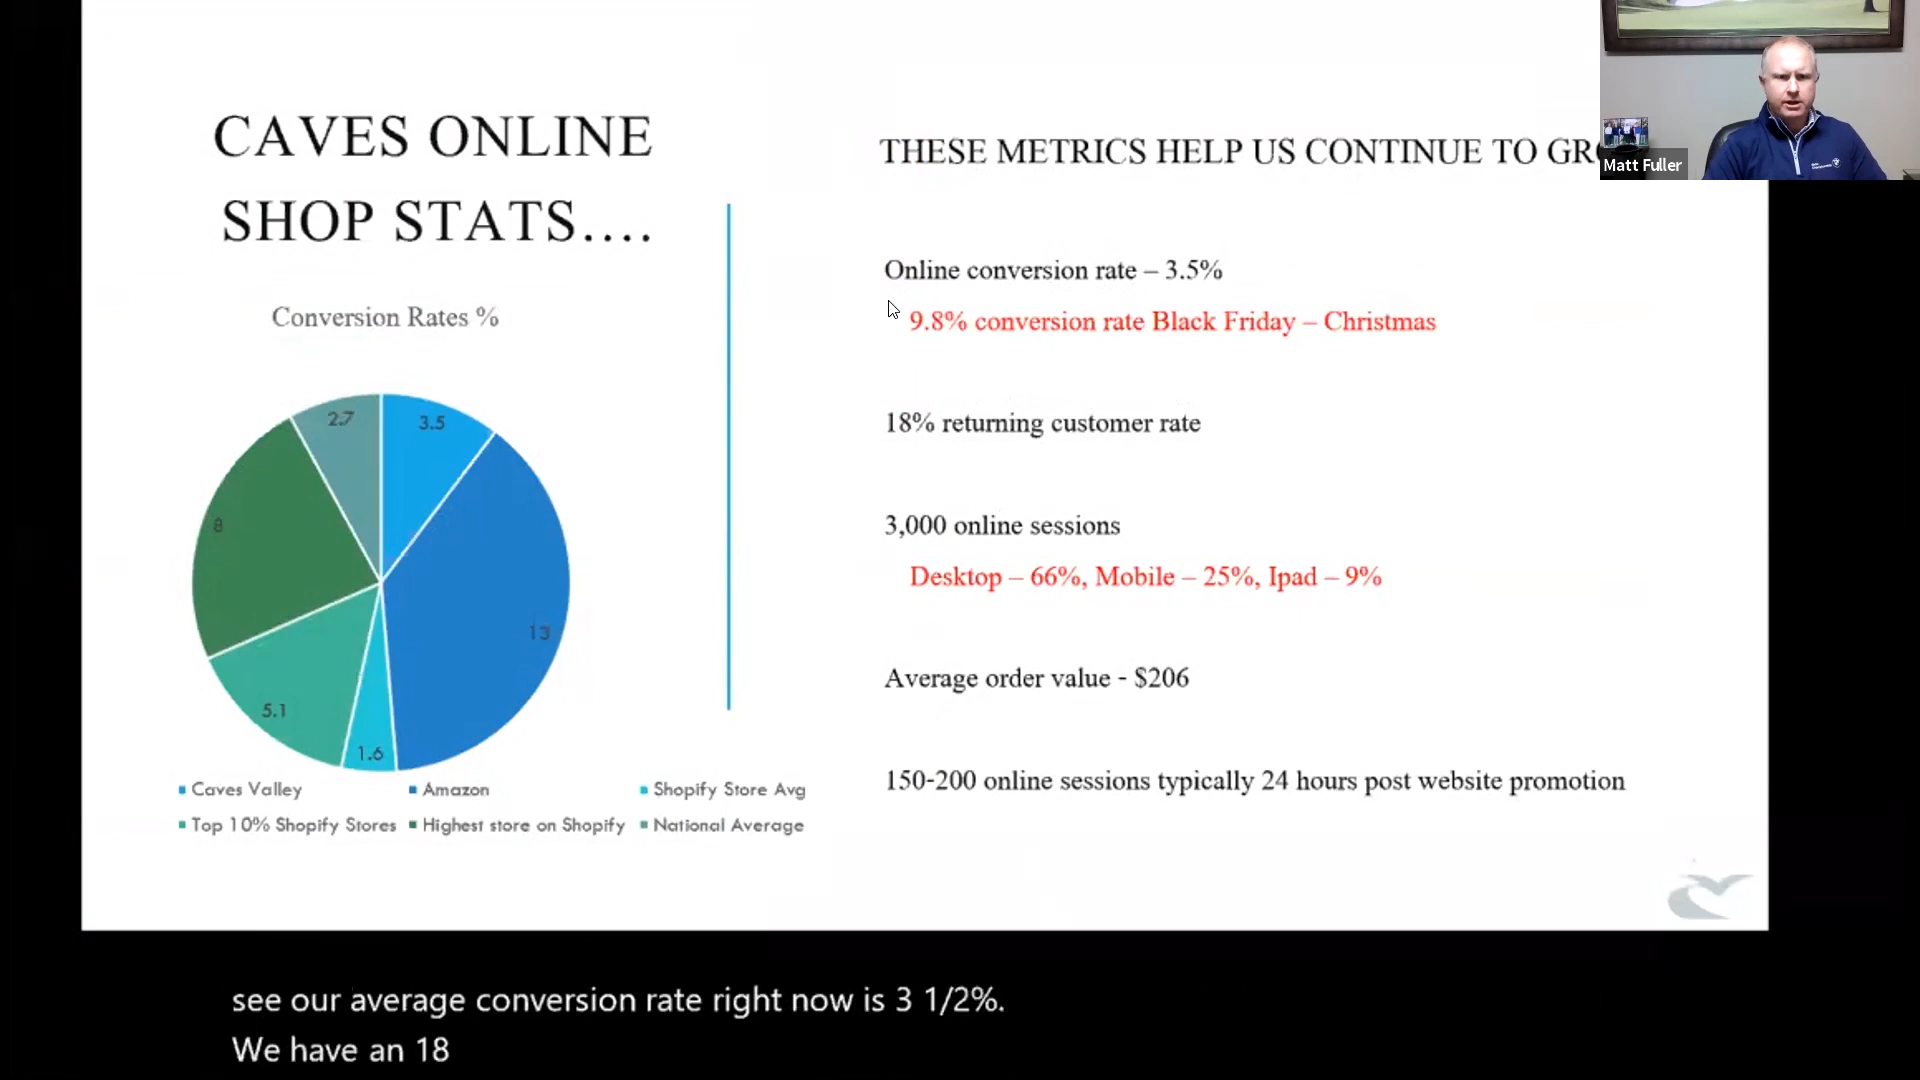 CAVES ONLINE
SHOP STATS....
Conversion Rates %
2.7
3.5
8
13
5.1
1.6
Caves Valley
Amazon
Shopify Store Avg
Top 10% Shopify Stores
Highest store on Shopify
National Average
THESE METRICS HELP US CONTINUE TO GR
Online conversion rate – 3.5%
9.8% conversion rate Black Friday – Christmas
18% returning customer rate
3,000 online sessions
Desktop – 66%, Mobile – 25%, Ipad – 9%
Average order value - $206
150-200 online sessions typically 24 hours post website promotion
Matt Fuller
see our average conversion rate right now is 3 1/2%.
We have an 18